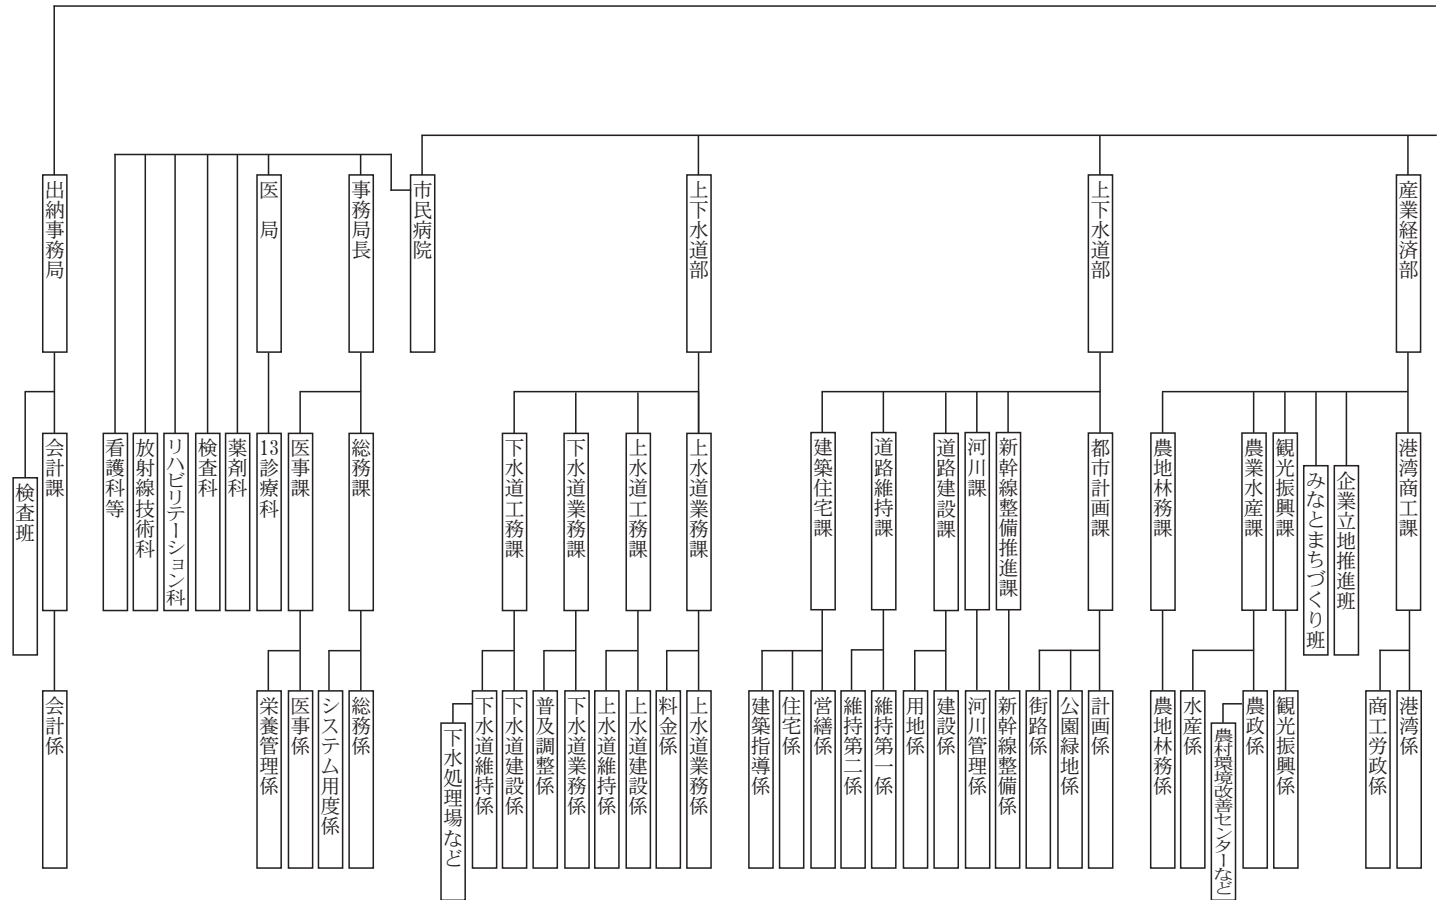 産業経済部
港湾商工課
港湾係
商工労政係
企業立地推進班
みなとまちづくり班
観光振興課
観光振興係
農業水産課
農政係
農村環境改善センターなど
水産係
農地林務課
農地林務係
上下水道部
都市計画課
計画係
公園緑地係
街路係
新幹線整備推進課
新幹線整備係
河川課
河川管理係
道路建設課
建設係
用地係
道路維持課
維持第一係
維持第二係
建築住宅課
営繕係
住宅係
建築指導係
上下水道部
上水道業務課
上水道業務係
料金係
上水道工務課
上水道建設係
上水道維持係
下水道業務課
下水道業務係
普及調整係
下水道工務課
下水道建設係
下水道維持係
下水処理場など
市民病院
事務局長
総務課
総務係
システム用度係
医事課
医事係
栄養管理係
医 局
13診療科
薬剤科
検査科
リハビリテーション科
放射線技術科
看護科等
出納事務局
会計課
会計係
検査班